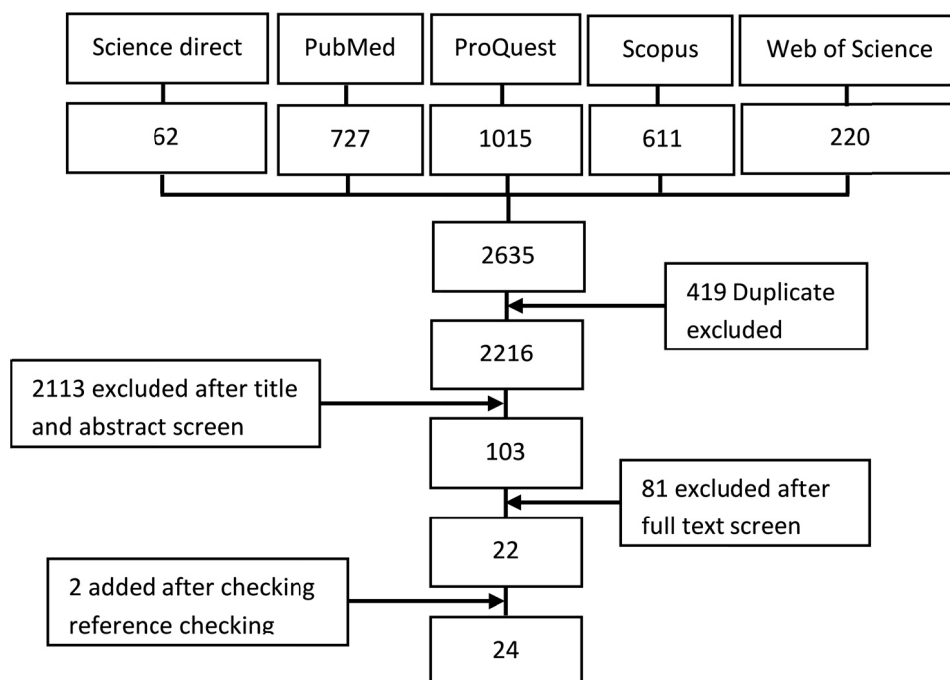 Science direct
PubMed
ProQuest
Scopus
Web of Science
62
727
1015
611
220
2635
419 Duplicate
excluded
2216
2113 excluded after title
and abstract screen
103
81 excluded after
full text screen
22
2 added after checking
reference checking
24